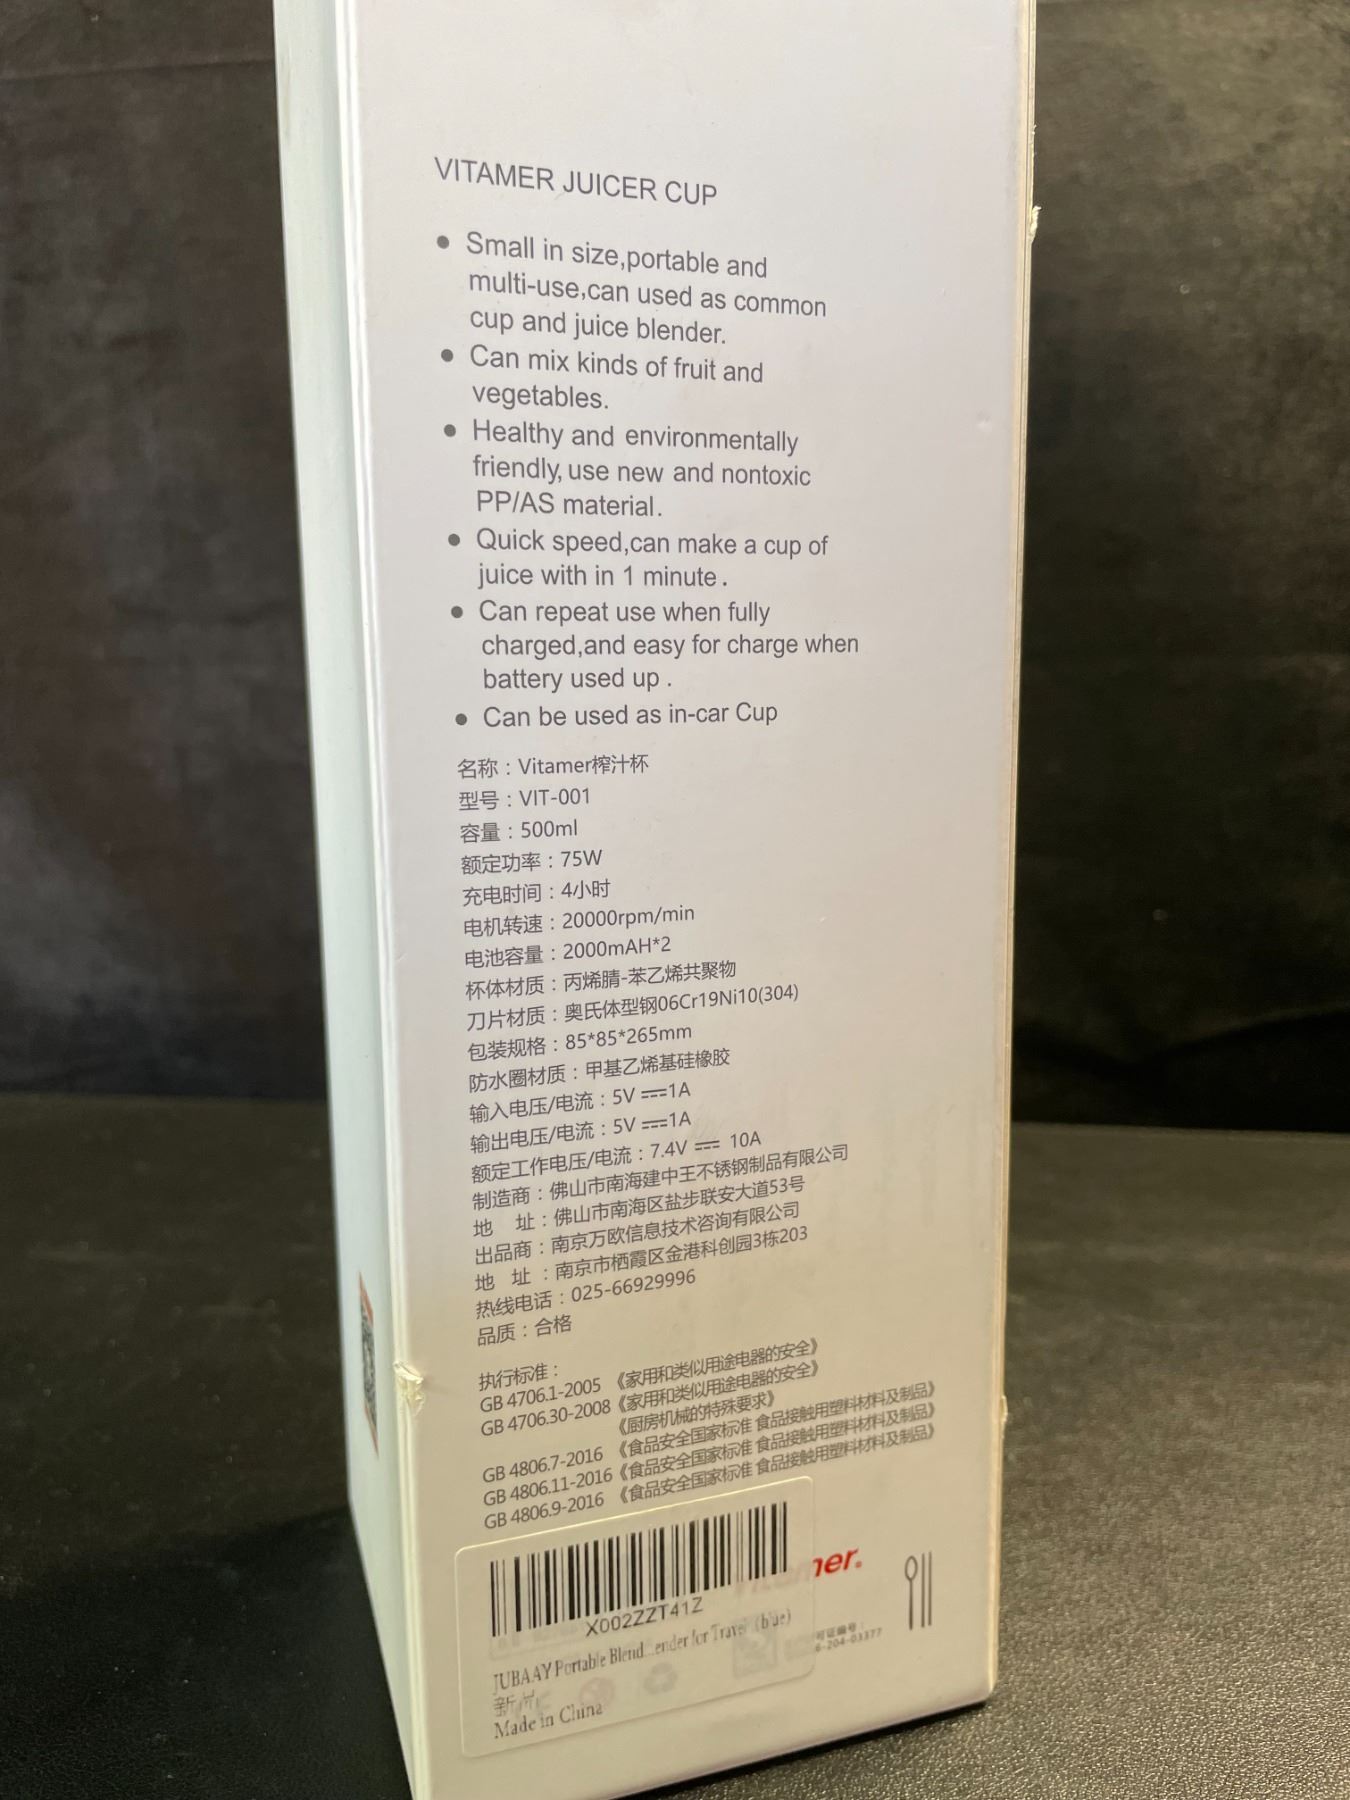 VITAMER JUICER CUP
• Small in size,portable and
multi-use,can used as common
cup and juice blender.
• Can mix kinds of fruit and
vegetables.
• Healthy and environmentally
friendly, use new and nontoxic
PP/AS material.
• Quick speed,can make a cup of
juice with in 1 minute.
• Can repeat use when fully
charged,and easy for charge when
battery used up .
• Can be used as in-car Cup
名称：Vitamer榨汁杯
型号：VIT-001
容量：500ml
额定功率：75W
充电时间：4小时
电机转速：20000rpm/min
电池容量：2000mAH*2
杯体材质：丙烯腈-苯乙烯共聚物
刀片材质：奥氏体型钢06Cr19Ni10(304)
包装规格：85*85*265mm
防水圈材质：甲基乙烯基硅橡胶
输入电压/电流：5V ⎓1A
输出电压/电流：5V ⎓1A
额定工作电压/电流：7.4V ⎓ 10A
制造商：佛山市南海建中王不锈钢制品有限公司
地 址：佛山市南海区盐步联安大道53号
出品商：南京万欧信息技术咨询有限公司
地 址：南京市栖霞区金港科创园3栋203
热线电话：025-66929996
品质：合格
执行标准：
GB 4706.1-2005 《家用和类似用途电器的安全》
GB 4706.30-2008《家用和类似用途电器的安全》
《厨房机械的特殊要求》
GB 4806.7-2016 《食品安全国家标准 食品接触用塑料材料及制品》
GB 4806.11-2016《食品安全国家标准 食品接触用塑料材料及制品》
GB 4806.9-2016 《食品安全国家标准 食品接触用塑料材料及制品》
mer.
X002ZZT41Z
可证编号：
6-204-03377
JUBAAY Portable Blend...ender for Travel (blue)
新品
Made in China